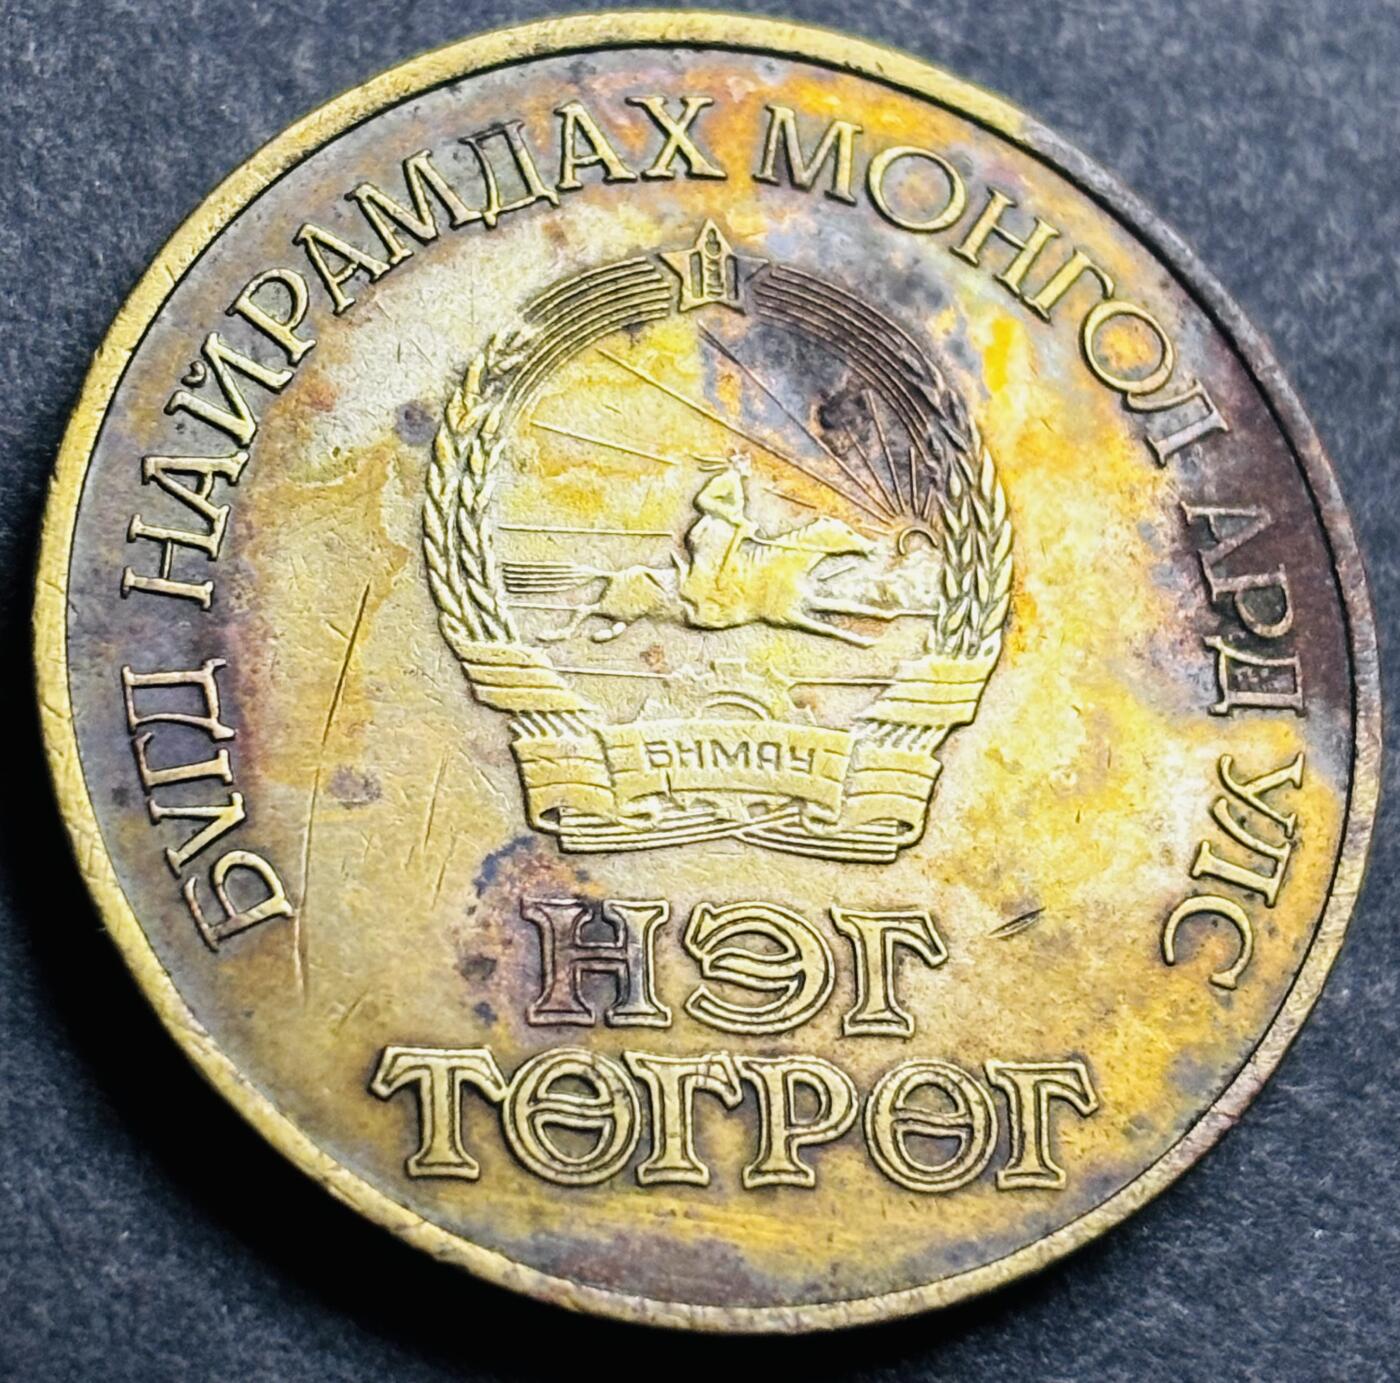 БҮГД НАЙРАМДАХ МОНГОЛ АРД УЛС
БНМАУ
НЭГ
ТӨГРӨГ